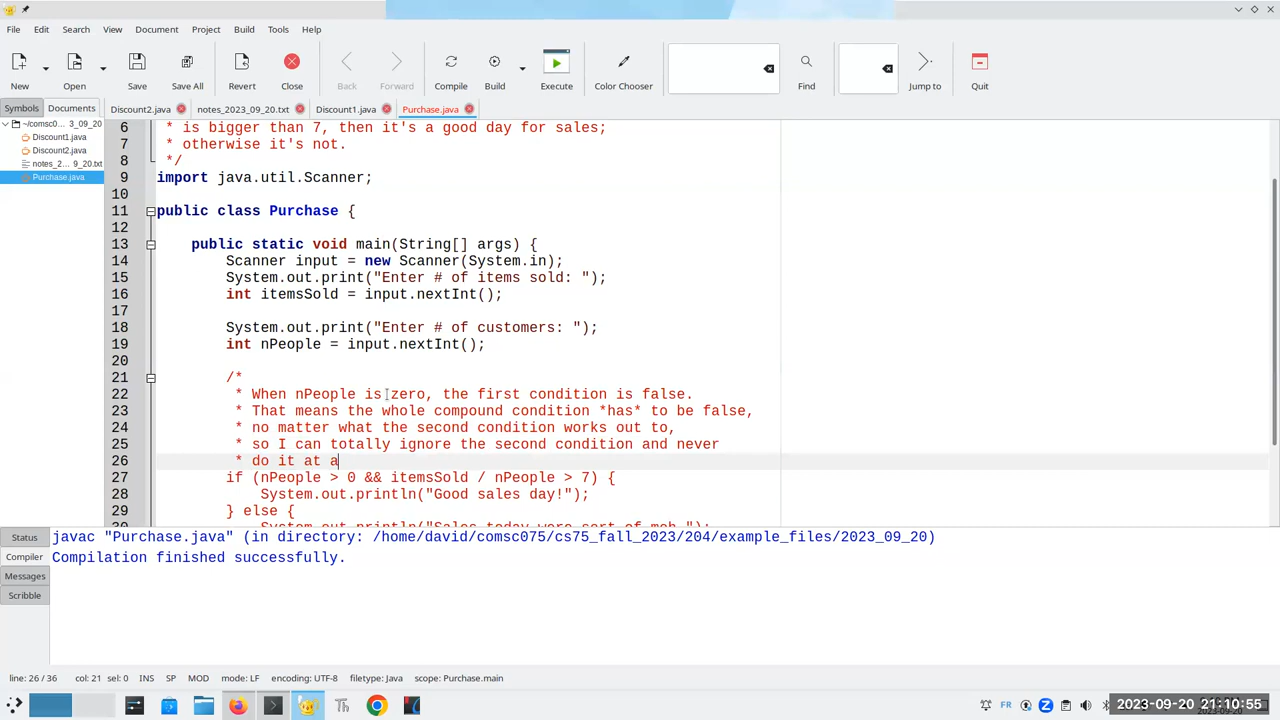 File Edit Search View Document Project Build Tools Help
New Open Save Save All Revert Close Back Forward Compile Build Execute Color Chooser Find Jump to Quit
Symbols Documents Discount2.java notes_2023_09_20.txt Discount1.java Purchase.java
~/comsc0... 3_09_20
Discount1.java
Discount2.java
notes_2... 9_20.txt
Purchase.java
6 * is bigger than 7, then it's a good day for sales;
7 * otherwise it's not.
8 */
9 import java.util.Scanner;
10
11 public class Purchase {
12
13 public static void main(String[] args) {
14 Scanner input = new Scanner(System.in);
15 System.out.print("Enter # of items sold: ");
16 int itemsSold = input.nextInt();
17
18 System.out.print("Enter # of customers: ");
19 int nPeople = input.nextInt();
20
21 /*
22 * When nPeople is zero, the first condition is false.
23 * That means the whole compound condition *has* to be false,
24 * no matter what the second condition works out to,
25 * so I can totally ignore the second condition and never
26 * do it at a
27 if (nPeople > 0 && itemsSold / nPeople > 7) {
28 System.out.println("Good sales day!");
29 } else {
30 System.out.println("Sales today were sort of meh.");
Status
Compiler
Messages
Scribble
javac "Purchase.java" (in directory: /home/david/comsc075/cs75_fall_2023/204/example_files/2023_09_20)
Compilation finished successfully.
line: 26 / 36 col: 21 sel: 0 INS SP MOD mode: LF encoding: UTF-8 filetype: Java scope: Purchase.main
FR 2023-09-20 21:10:55